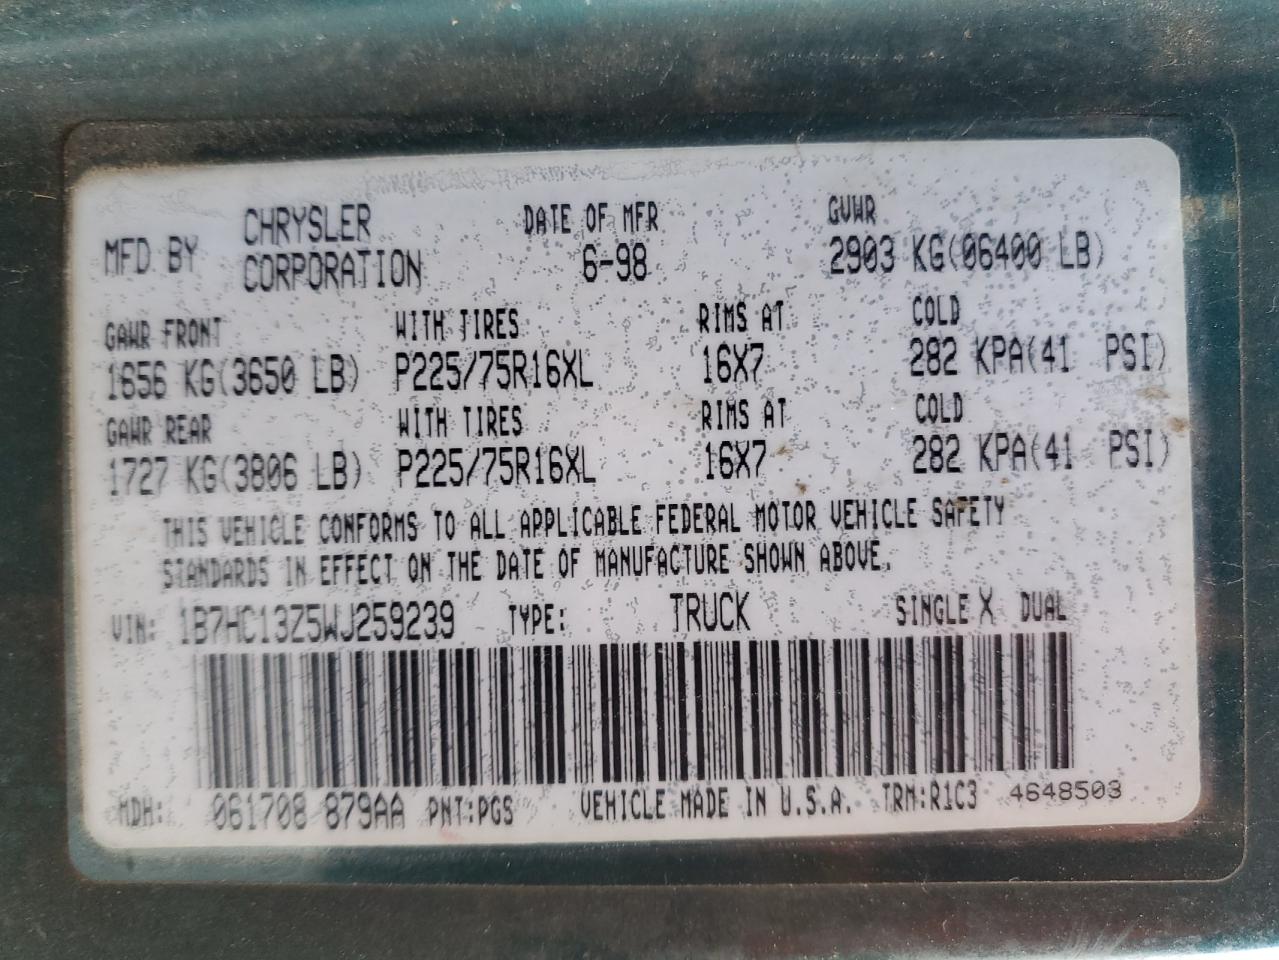 MFD BY CHRYSLER CORPORATION DATE OF MFR 6-98 GVWR 2903 KG(06400 LB)
GAWR FRONT WITH TIRES RIMS AT COLD
1656 KG(3650 LB) P225/75R16XL 16X7 282 KPA(41 PSI)
GAWR REAR WITH TIRES RIMS AT COLD
1727 KG(3806 LB) P225/75R16XL 16X7 282 KPA(41 PSI)
THIS VEHICLE CONFORMS TO ALL APPLICABLE FEDERAL MOTOR VEHICLE SAFETY
STANDARDS IN EFFECT ON THE DATE OF MANUFACTURE SHOWN ABOVE.
VIN: 1B7HC13Z5WJ259239 TYPE: TRUCK SINGLE X DUAL
MDH: 061708 879AA PNT:PGS VEHICLE MADE IN U.S.A. TRM:R1C3 4648503